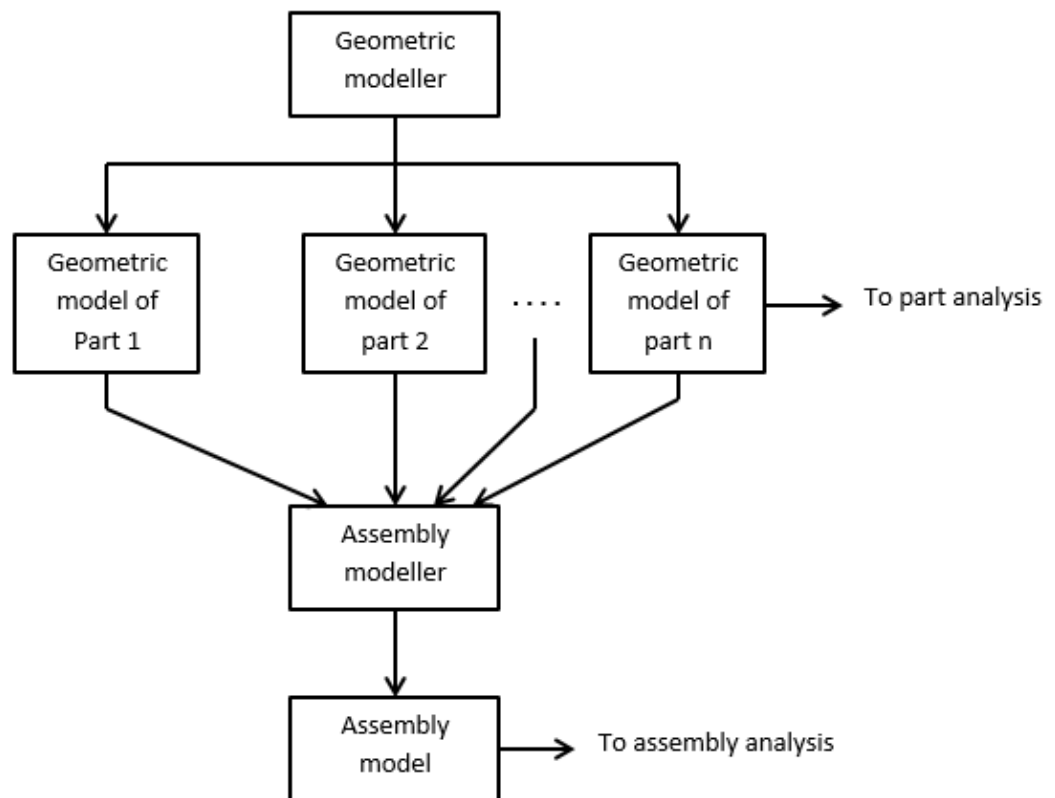 Geometric
modeller
Geometric
model of
Part 1
Geometric
model of
part 2
. . . .
Geometric
model of
part n
To part analysis
Assembly
modeller
Assembly
model
To assembly analysis